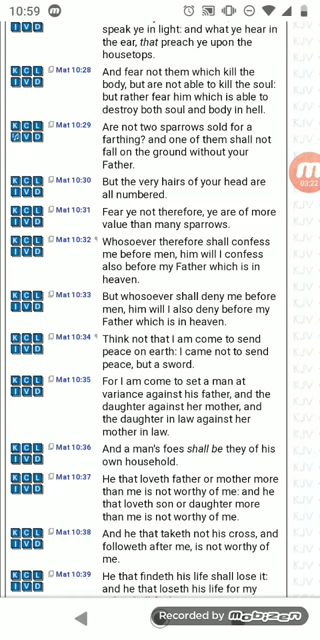 10:59
speak ye in light: and what ye hear in
the ear, that preach ye upon the
housetops.
K C L
I V D
Mat 10:28
And fear not them which kill the
body, but are not able to kill the soul:
but rather fear him which is able to
destroy both soul and body in hell.
K C L
V D
Mat 10:29
Are not two sparrows sold for a
farthing? and one of them shall not
fall on the ground without your
Father.
K C L
I V D
Mat 10:30
But the very hairs of your head are
all numbered.
K C L
I V D
Mat 10:31
Fear ye not therefore, ye are of more
value than many sparrows.
K C L
I V D
Mat 10:32 ¶
Whosoever therefore shall confess
me before men, him will I confess
also before my Father which is in
heaven.
K C L
I V D
Mat 10:33
But whosoever shall deny me before
men, him will I also deny before my
Father which is in heaven.
K C L
I V D
Mat 10:34 ¶
Think not that I am come to send
peace on earth: I came not to send
peace, but a sword.
K C L
I V D
Mat 10:35
For I am come to set a man at
variance against his father, and the
daughter against her mother, and
the daughter in law against her
mother in law.
K C L
I V D
Mat 10:36
And a man's foes shall be they of his
own household.
K C L
I V D
Mat 10:37
He that loveth father or mother more
than me is not worthy of me: and he
that loveth son or daughter more
than me is not worthy of me.
K C L
I V D
Mat 10:38
And he that taketh not his cross, and
followeth after me, is not worthy of
me.
K C L
I V D
Mat 10:39
He that findeth his life shall lose it:
and he that loseth his life for my
03:22
Recorded by mobizen